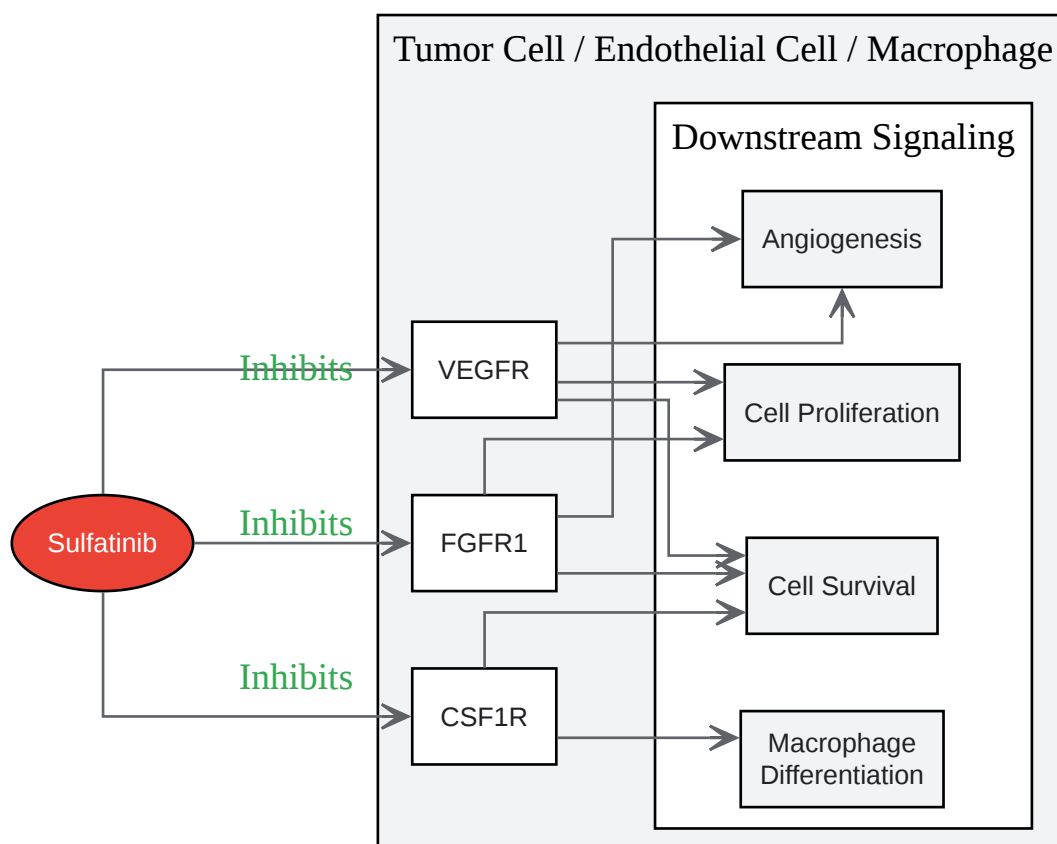 Tumor Cell / Endothelial Cell / Macrophage
Downstream Signaling
Angiogenesis
Inhibits
VEGFR
Cell Proliferation
Sulfatinib
Inhibits
FGFR1
Cell Survival
Inhibits
CSF1R
Macrophage
Differentiation